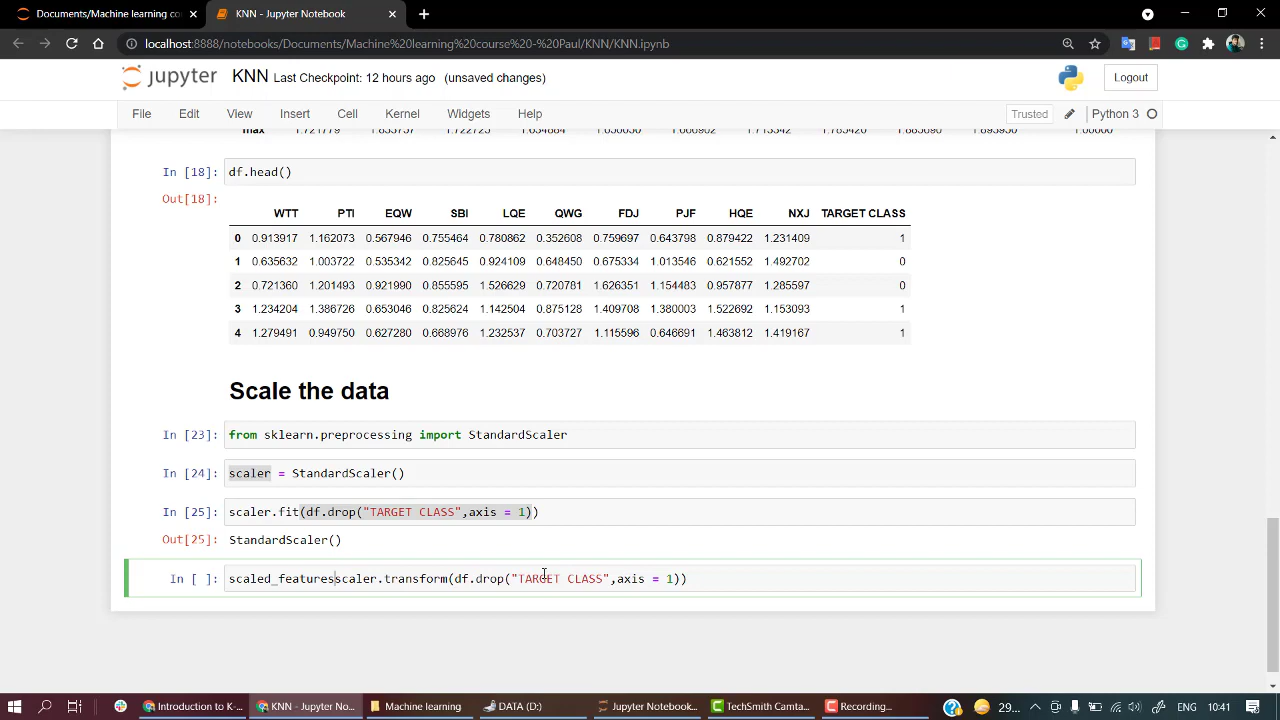 Documents/Machine learning co
KNN - Jupyter Notebook
localhost:8888/notebooks/Documents/Machine%20learning%20course%20-%20Paul/KNN/KNN.ipynb
jupyter KNN Last Checkpoint: 12 hours ago (unsaved changes)
Logout
File Edit View Insert Cell Kernel Widgets Help
Trusted Python 3
In [18]: df.head()
Out[18]:
WTT PTI EQW SBI LQE QWG FDJ PJF HQE NXJ TARGET CLASS
0 0.913917 1.162073 0.567946 0.755464 0.780862 0.352608 0.759697 0.643798 0.879422 1.231409 1
1 0.635632 1.003722 0.535342 0.825645 0.924109 0.648450 0.675334 1.013546 0.621552 1.492702 0
2 0.721360 1.201493 0.921990 0.855595 1.526629 0.720781 1.626351 1.154483 0.957877 1.285597 0
3 1.234204 1.386726 0.653046 0.825624 1.142504 0.875128 1.409708 1.380003 1.522692 1.153093 1
4 1.279491 0.949750 0.627280 0.668976 1.232537 0.703727 1.115596 0.646691 1.463812 1.419167 1
Scale the data
In [23]: from sklearn.preprocessing import StandardScaler
In [24]: scaler = StandardScaler()
In [25]: scaler.fit(df.drop("TARGET CLASS",axis = 1))
Out[25]: StandardScaler()
In [ ]: scaled_featuresscaler.transform(df.drop("TARGET CLASS",axis = 1))
Introduction to K-...
KNN - Jupyter No...
Machine learning
DATA (D:)
Jupyter Notebook...
TechSmith Camta...
Recording...
29...
ENG
10:41